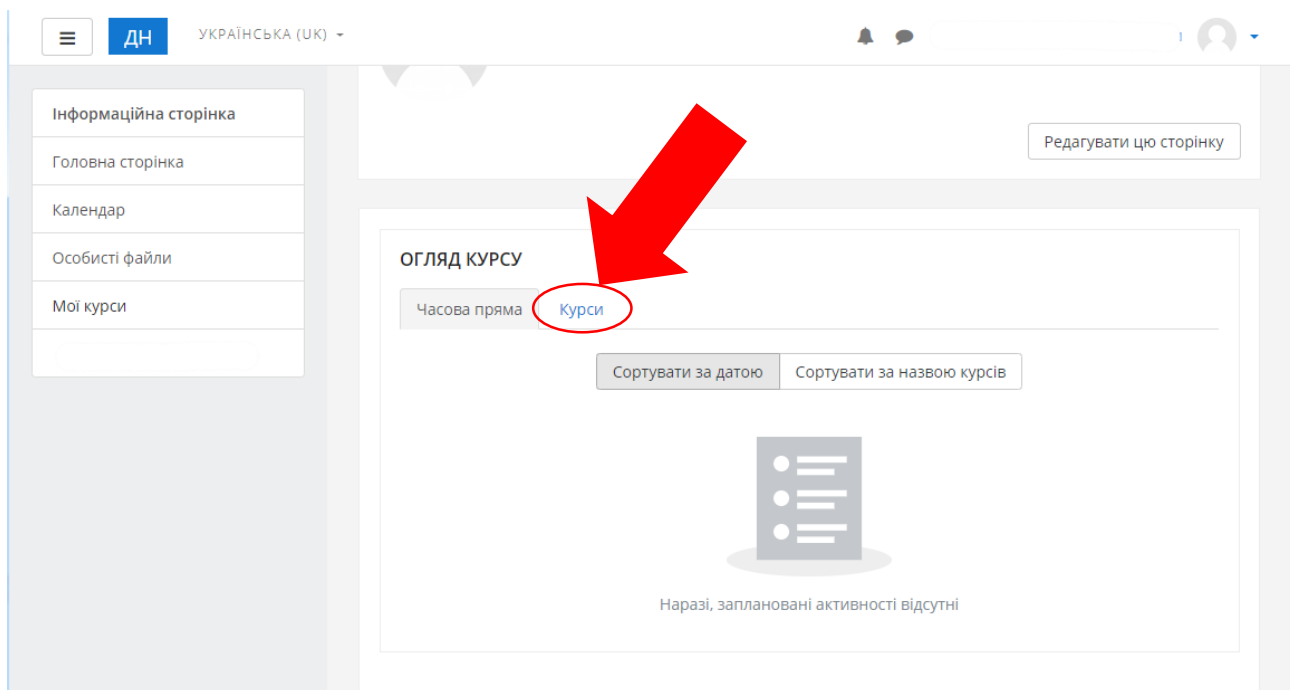 ДН
УКРАЇНСЬКА (UK)
Інформаційна сторінка
Головна сторінка
Календар
Особисті файли
Мої курси
Редагувати цю сторінку
ОГЛЯД КУРСУ
Часова пряма Курси
Сортувати за датою Сортувати за назвою курсів
Наразі, заплановані активності відсутні